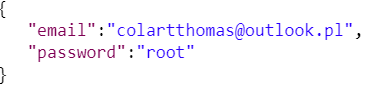 {
"email":"colartthomas@outlook.pl",
"password":"root"
}